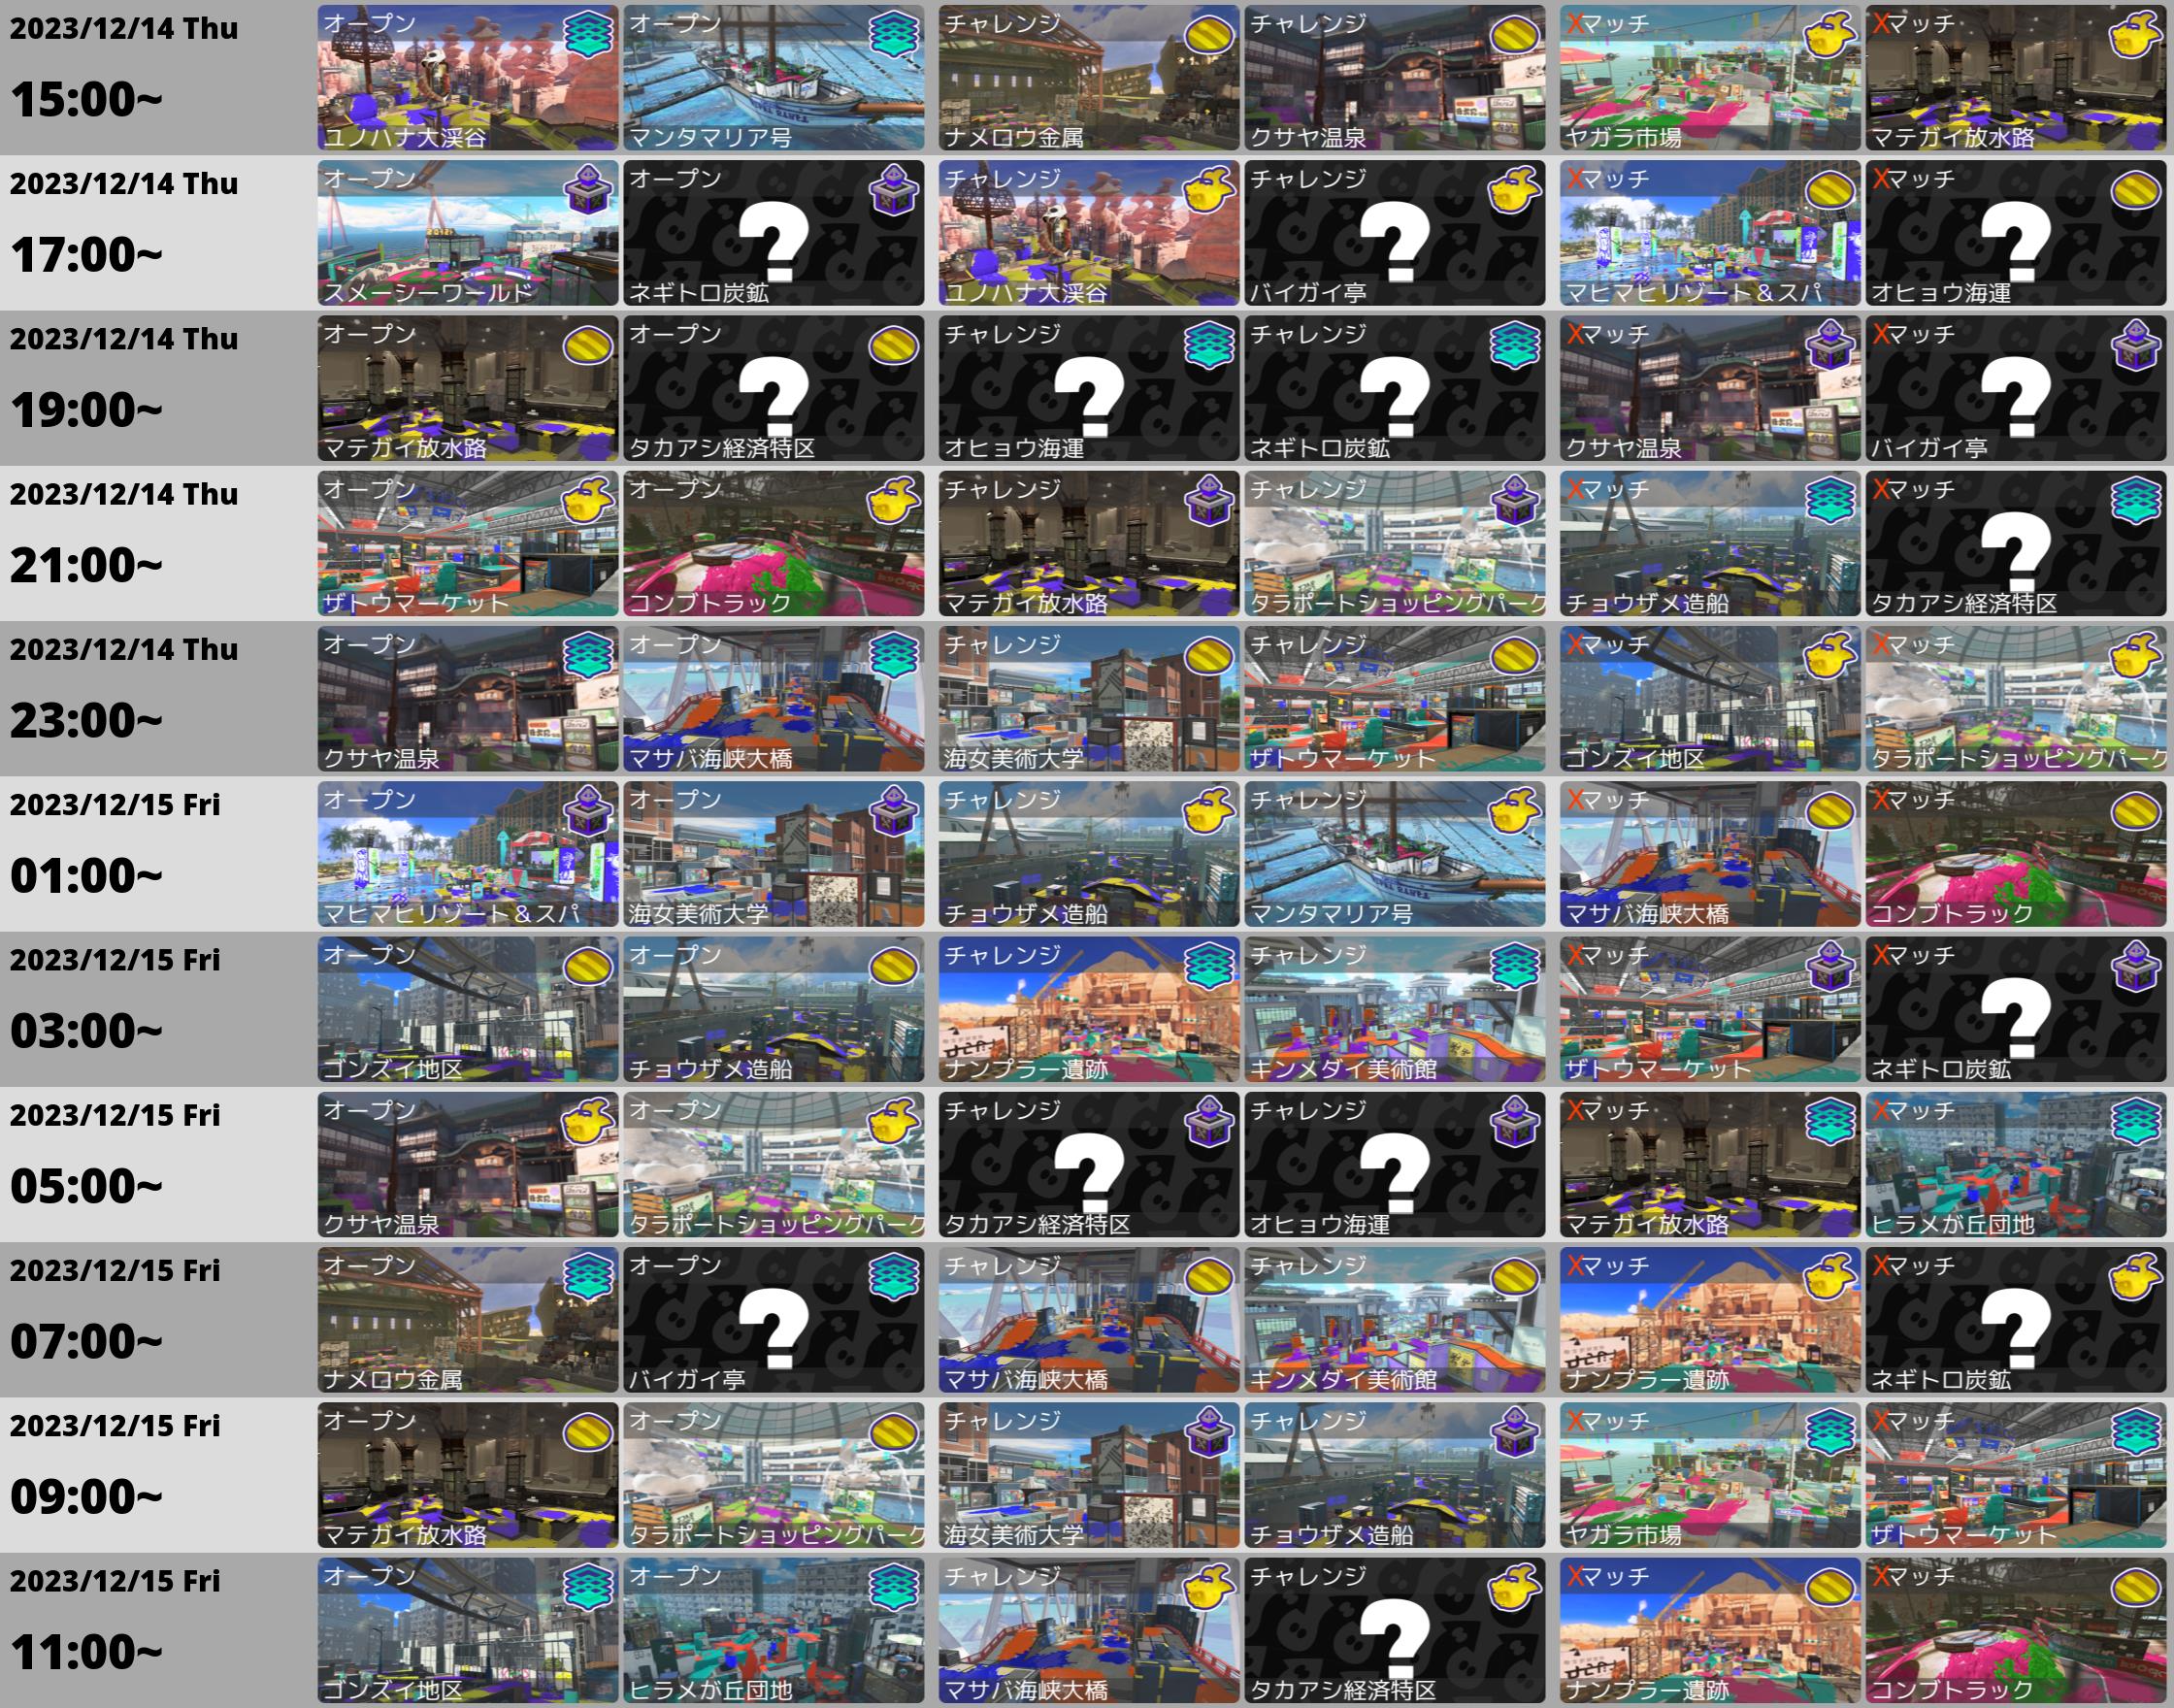 2023/12/14 Thu
15:00~
オープン
ユノハナ大渓谷
オープン
マンタマリア号
チャレンジ
ナメロウ金属
チャレンジ
クサヤ温泉
Xマッチ
ヤガラ市場
Xマッチ
マテガイ放水路
2023/12/14 Thu
17:00~
オープン
スメーシーワールド
オープン
ネギトロ炭鉱
チャレンジ
ユノハナ大渓谷
チャレンジ
バイガイ亭
Xマッチ
マヒマヒリゾート＆スパ
Xマッチ
オヒョウ海運
2023/12/14 Thu
19:00~
オープン
マテガイ放水路
オープン
タカアシ経済特区
チャレンジ
オヒョウ海運
チャレンジ
ネギトロ炭鉱
Xマッチ
クサヤ温泉
Xマッチ
バイガイ亭
2023/12/14 Thu
21:00~
オープン
ザトウマーケット
オープン
コンブトラック
チャレンジ
マテガイ放水路
チャレンジ
タラポートショッピングパーク
Xマッチ
チョウザメ造船
Xマッチ
タカアシ経済特区
2023/12/14 Thu
23:00~
オープン
クサヤ温泉
オープン
マサバ海峡大橋
チャレンジ
海女美術大学
チャレンジ
ザトウマーケット
Xマッチ
ゴンズイ地区
Xマッチ
タラポートショッピングパーク
2023/12/15 Fri
01:00~
オープン
マヒマヒリゾート＆スパ
オープン
海女美術大学
チャレンジ
チョウザメ造船
チャレンジ
マンタマリア号
Xマッチ
マサバ海峡大橋
Xマッチ
コンブトラック
2023/12/15 Fri
03:00~
オープン
ゴンズイ地区
オープン
チョウザメ造船
チャレンジ
ナンプラー遺跡
チャレンジ
キンメダイ美術館
Xマッチ
ザトウマーケット
Xマッチ
ネギトロ炭鉱
2023/12/15 Fri
05:00~
オープン
クサヤ温泉
オープン
タラポートショッピングパーク
チャレンジ
タカアシ経済特区
チャレンジ
オヒョウ海運
Xマッチ
マテガイ放水路
Xマッチ
ヒラメが丘団地
2023/12/15 Fri
07:00~
オープン
ナメロウ金属
オープン
バイガイ亭
チャレンジ
マサバ海峡大橋
チャレンジ
キンメダイ美術館
Xマッチ
ナンプラー遺跡
Xマッチ
ネギトロ炭鉱
2023/12/15 Fri
09:00~
オープン
マテガイ放水路
オープン
タラポートショッピングパーク
チャレンジ
海女美術大学
チャレンジ
チョウザメ造船
Xマッチ
ヤガラ市場
Xマッチ
ザトウマーケット
2023/12/15 Fri
11:00~
オープン
ゴンズイ地区
オープン
ヒラメが丘団地
チャレンジ
マサバ海峡大橋
チャレンジ
タカアシ経済特区
Xマッチ
ナンプラー遺跡
Xマッチ
コンブトラック